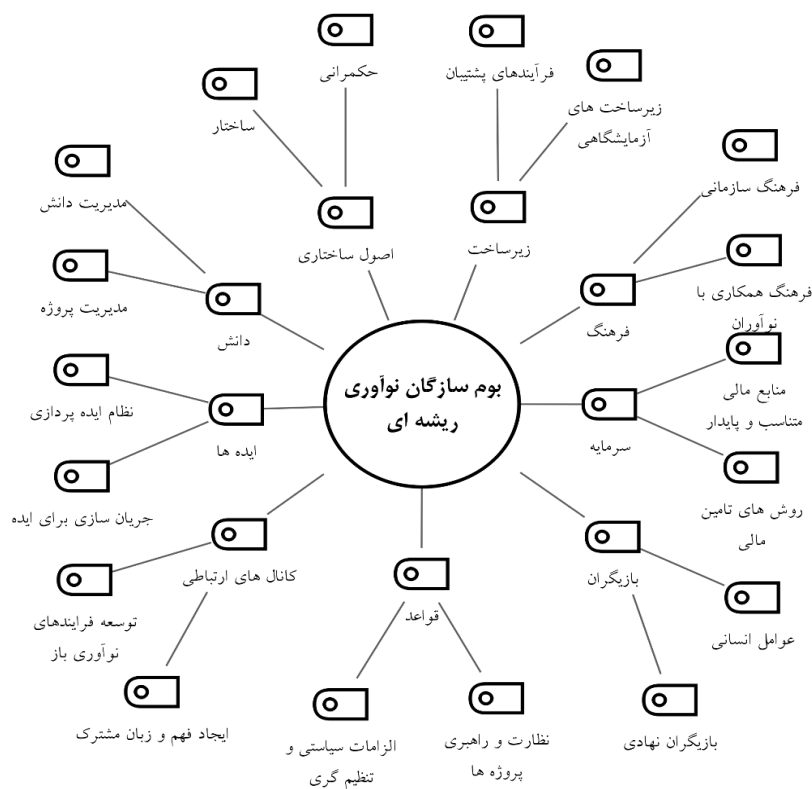 بوم سازگان نوآوری
ریشه ای
زیرساخت
فرآیندهای پشتیبان
زیرساخت های
آزمایشگاهی
فرهنگ
فرهنگ سازمانی
فرهنگ همکاری با
نوآوران
سرمایه
منابع مالی
متناسب و پایدار
روش های تامین
مالی
بازیگران
عوامل انسانی
بازیگران نهادی
قواعد
نظارت و راهبری
پروژه ها
الزامات سیاستی و
تنظیم گری
کانال های ارتباطی
ایجاد فهم و زبان مشترک
توسعه فرایندهای
نوآوری باز
ایده ها
جریان سازی برای ایده
نظام ایده پردازی
دانش
مدیریت پروژه
مدیریت دانش
اصول ساختاری
ساختار
حکمرانی